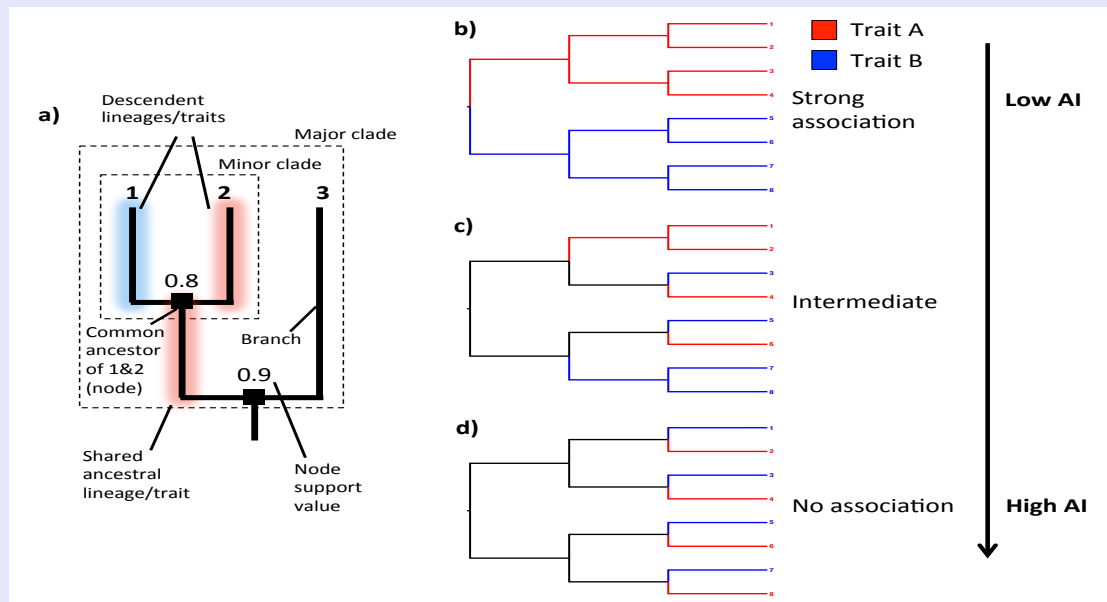 a)
Descendent
lineages/traits
Major clade
Minor clade
1
2
3
0.8
Common
ancestor
of 1&2
(node)
Branch
0.9
Shared
ancestral
lineage/trait
Node
support
value
b)
1
2
3
4
5
6
7
8
Trait A
Trait B
Strong
association
c)
1
2
3
4
5
6
7
8
Intermediate
d)
1
2
3
4
5
6
7
8
No association
Low AI
High AI